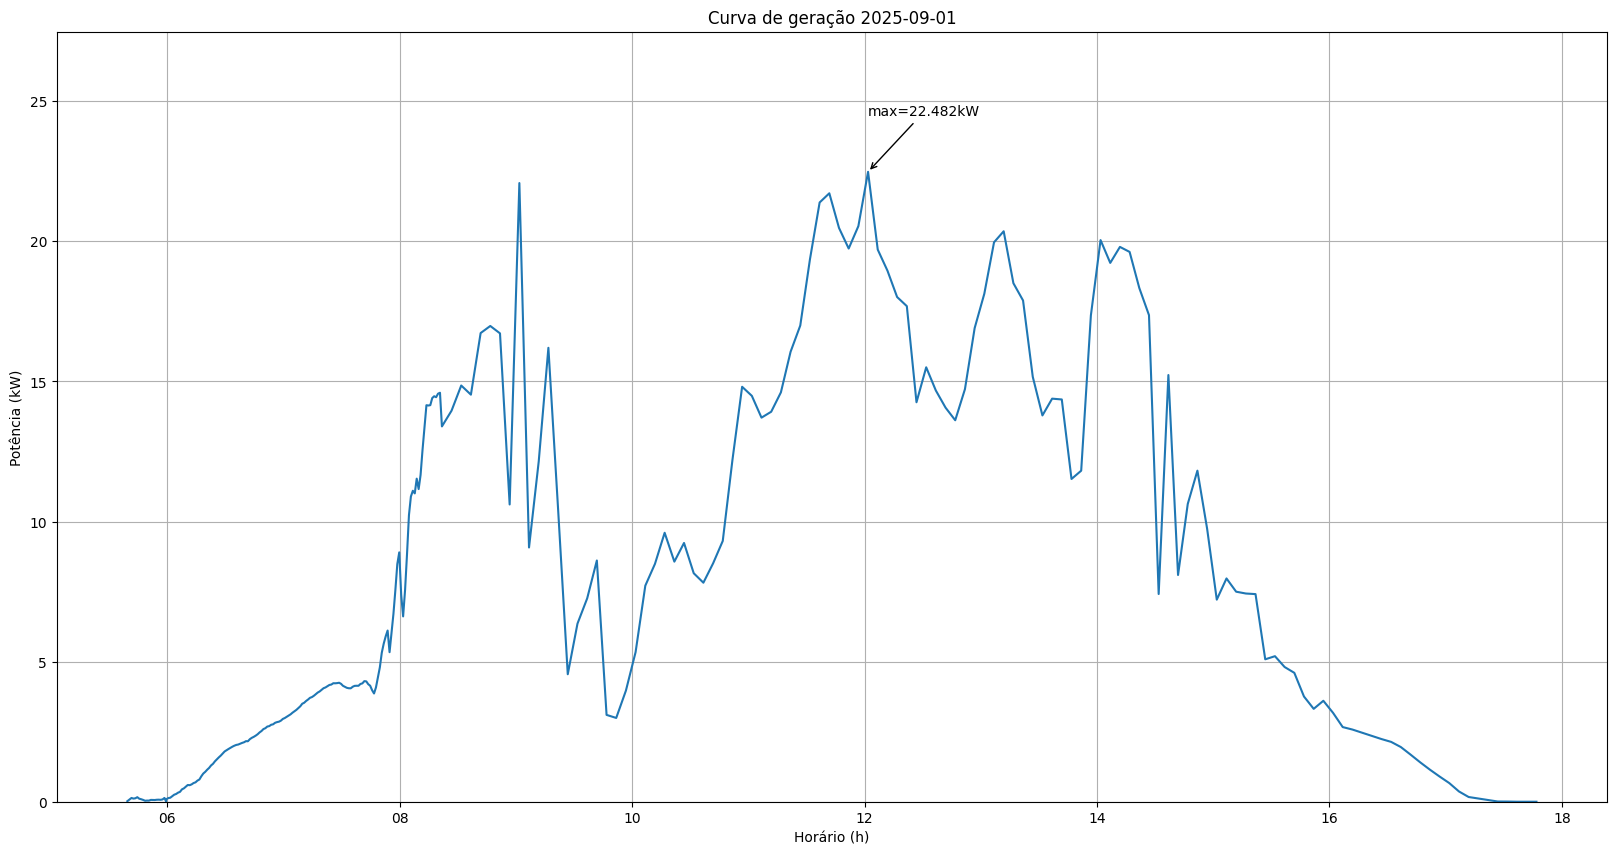 Curva de geração 2025-09-01
25
max=22.482kW
20
15
Potência (kW)
10
5
0
06 08 10 12 14 16 18
Horário (h)